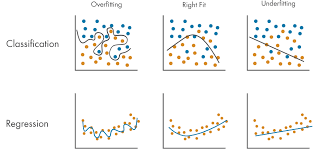 Overfitting Right Fit Underfitting
Classification
Regression